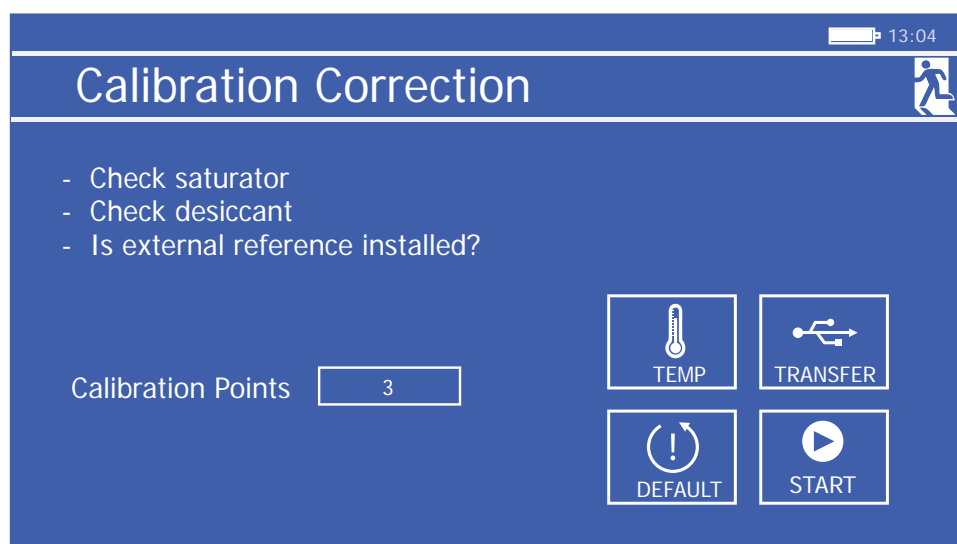 13:04
Calibration Correction
- Check saturator
- Check desiccant
- Is external reference installed?
TEMP
TRANSFER
Calibration Points 3
!
DEFAULT
START